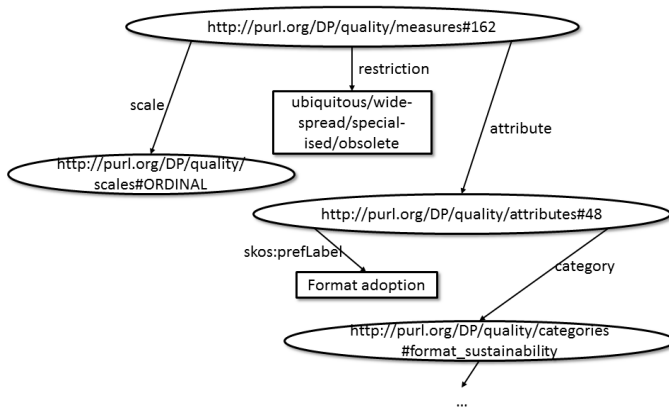 http://purl.org/DP/quality/measures#162
restriction
scale
ubiquitous/wide-
spread/special-
ised/obsolete
attribute
http://purl.org/DP/quality/
scales#ORDINAL
http://purl.org/DP/quality/attributes#48
skos:prefLabel
category
Format adoption
http://purl.org/DP/quality/categories
#format_sustainability
...